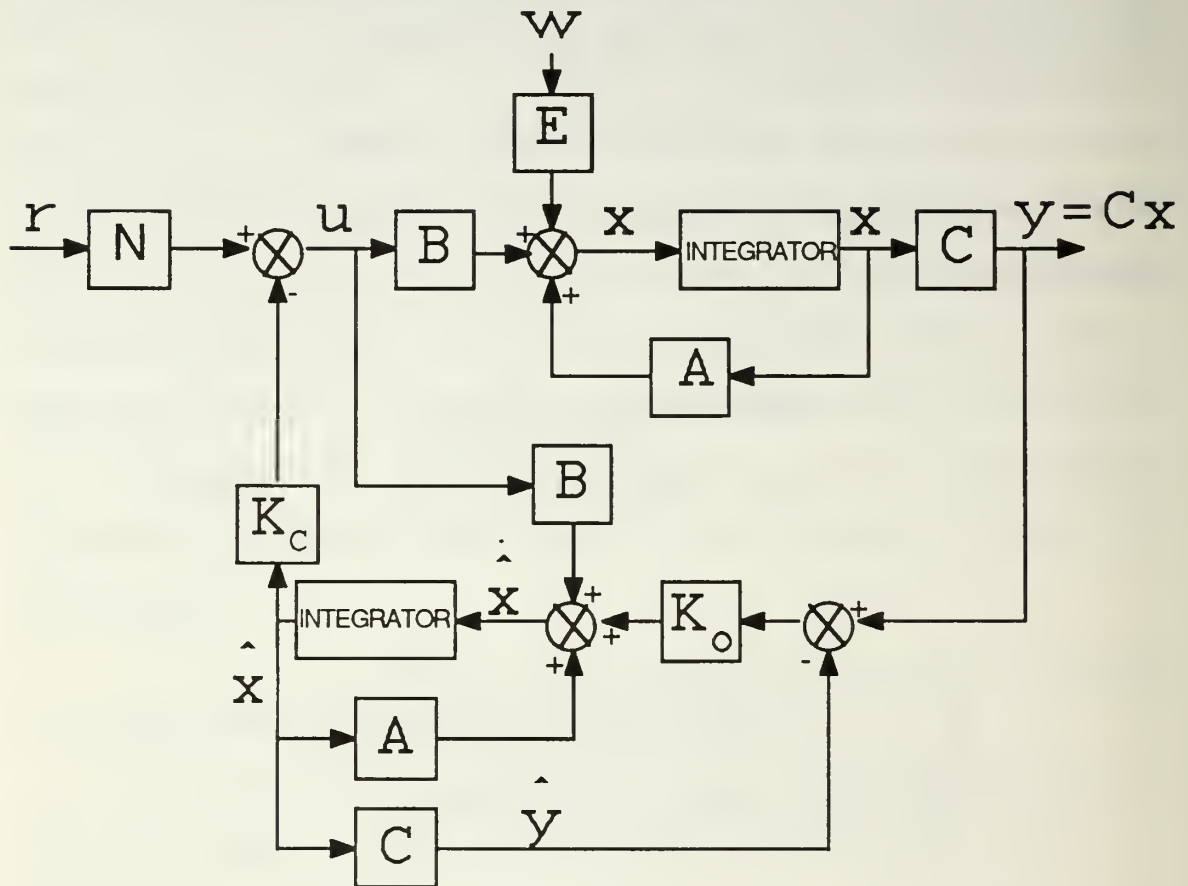 w
E
r N + - u B + + x INTEGRATOR x C y=Cx
A
B
K_C
INTEGRATOR x̂̇ + + + K_o + -
x̂
A
ŷ
C